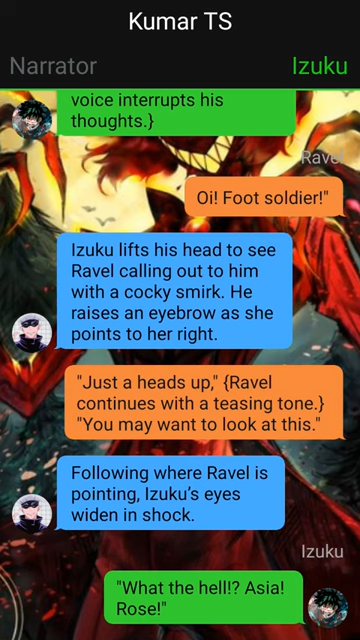 Kumar TS
Narrator
Izuku
voice interrupts his
thoughts.}
Ravel
Oi! Foot soldier!"
Izuku lifts his head to see
Ravel calling out to him
with a cocky smirk. He
raises an eyebrow as she
points to her right.
"Just a heads up," {Ravel
continues with a teasing tone.}
"You may want to look at this."
Following where Ravel is
pointing, Izuku’s eyes
widen in shock.
Izuku
"What the hell!? Asia!
Rose!"